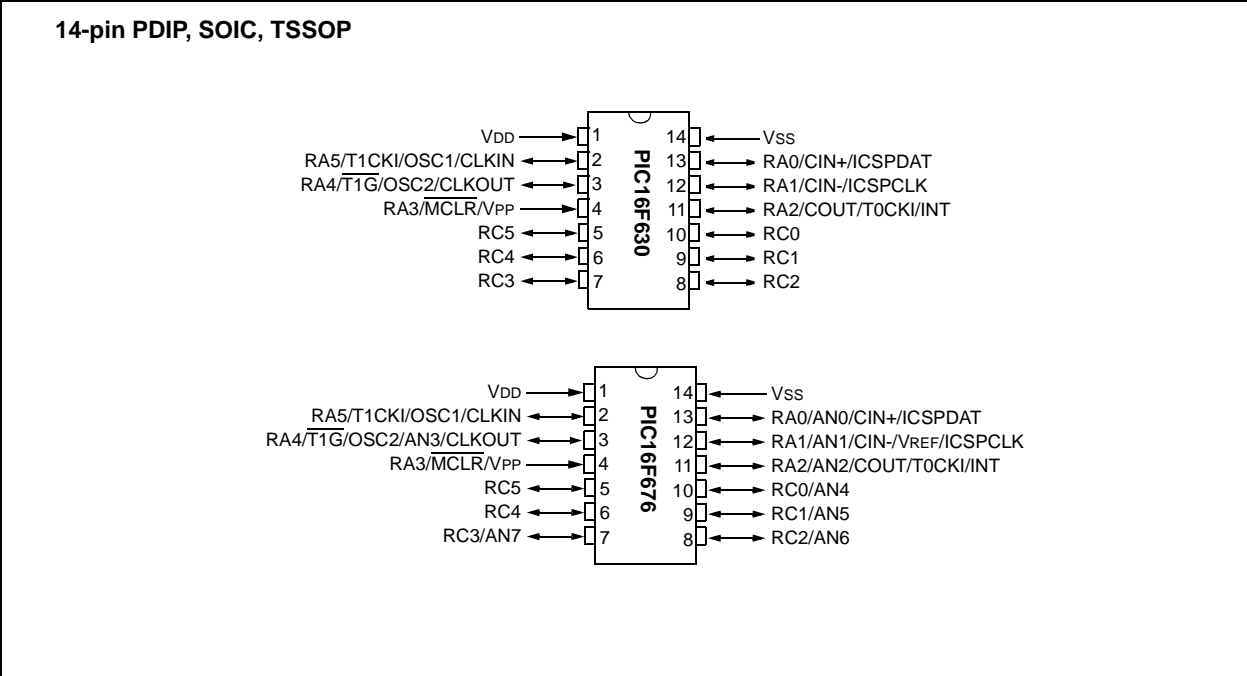 14-pin PDIP, SOIC, TSSOP
VDD 1 14 VSS
RA5/T1CKI/OSC1/CLKIN 2 13 RA0/CIN+/ICSPDAT
RA4/T1G/OSC2/CLKOUT 3 12 RA1/CIN-/ICSPCLK
RA3/MCLR/VPP 4 11 RA2/COUT/T0CKI/INT
RC5 5 10 RC0
RC4 6 9 RC1
RC3 7 8 RC2
PIC16F630
VDD 1 14 VSS
RA5/T1CKI/OSC1/CLKIN 2 13 RA0/AN0/CIN+/ICSPDAT
RA4/T1G/OSC2/AN3/CLKOUT 3 12 RA1/AN1/CIN-/VREF/ICSPCLK
RA3/MCLR/VPP 4 11 RA2/AN2/COUT/T0CKI/INT
RC5 5 10 RC0/AN4
RC4 6 9 RC1/AN5
RC3/AN7 7 8 RC2/AN6
PIC16F676